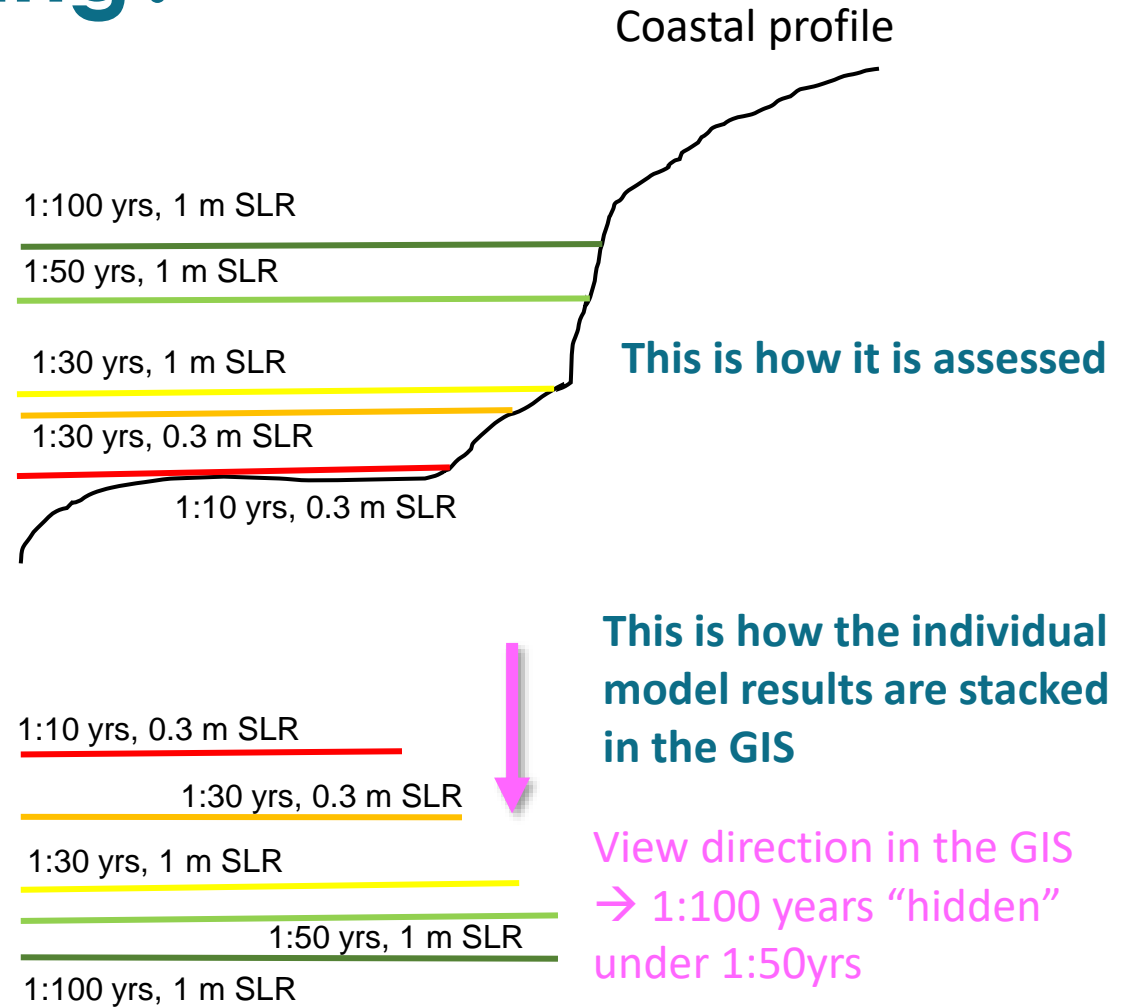 Coastal profile
1:100 yrs, 1 m SLR
1:50 yrs, 1 m SLR
1:30 yrs, 1 m SLR
This is how it is assessed
1:30 yrs, 0.3 m SLR
1:10 yrs, 0.3 m SLR
This is how the individual
model results are stacked
in the GIS
1:10 yrs, 0.3 m SLR
1:30 yrs, 0.3 m SLR
1:30 yrs, 1 m SLR
1:50 yrs, 1 m SLR
1:100 yrs, 1 m SLR
View direction in the GIS
→ 1:100 years “hidden”
under 1:50yrs